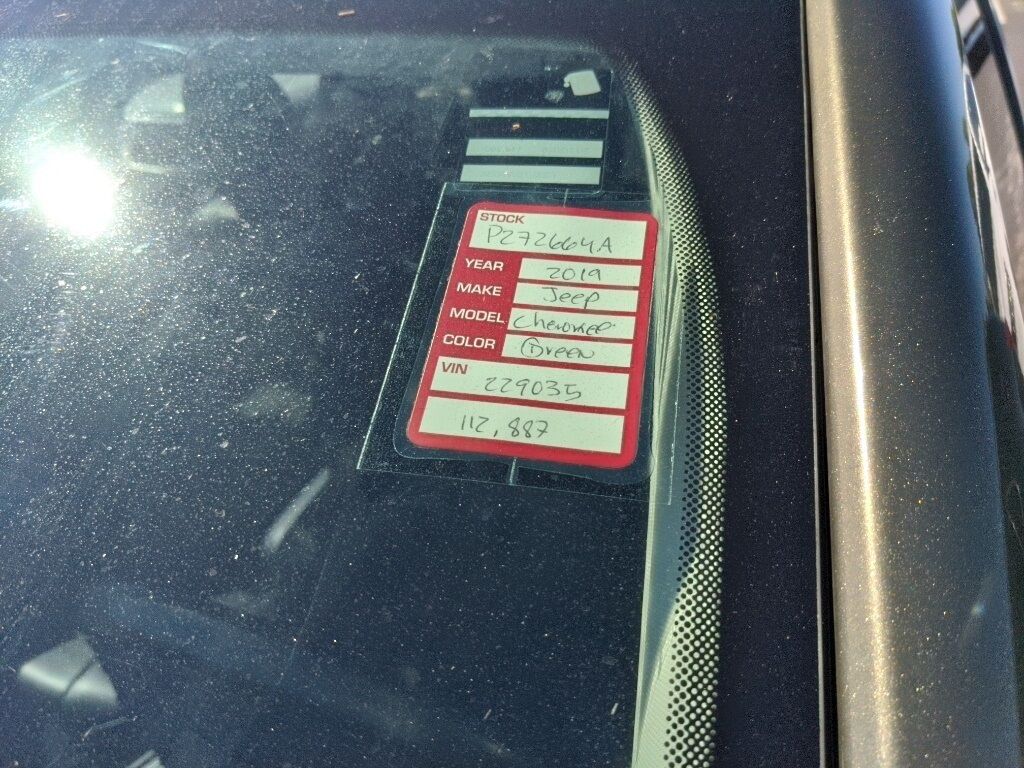 STOCK
P272664A
YEAR 2019
MAKE Jeep
MODEL Cherokee
COLOR Green
VIN
229035
112,887